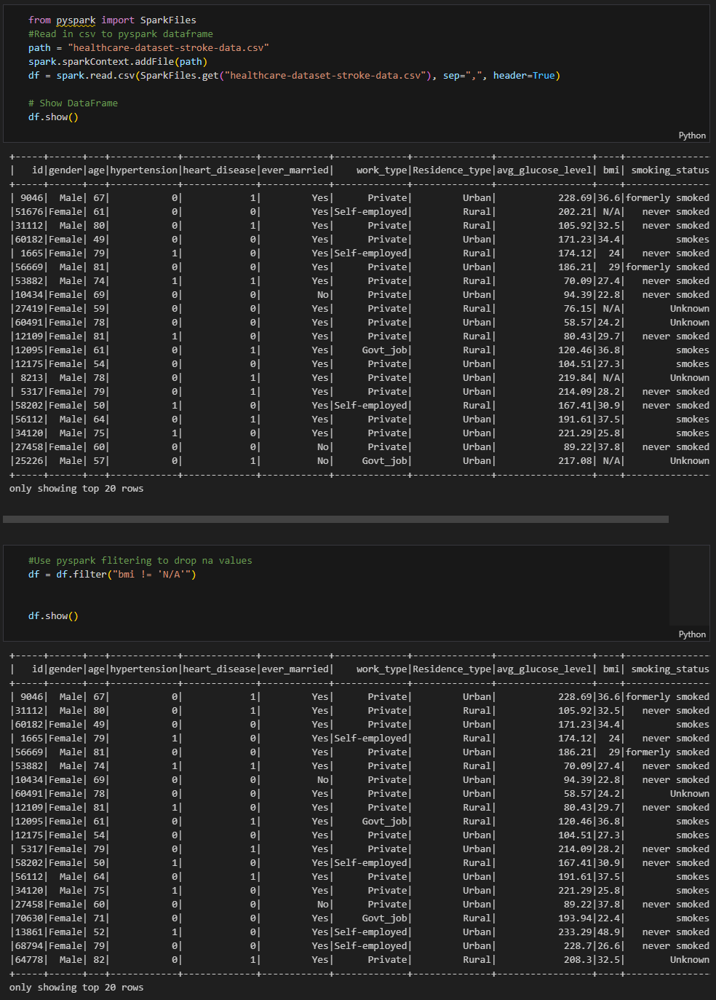 from pyspark import SparkFiles
#Read in csv to pyspark dataframe
path = "healthcare-dataset-stroke-data.csv"
spark.sparkContext.addFile(path)
df = spark.read.csv(SparkFiles.get("healthcare-dataset-stroke-data.csv"), sep=",", header=True)
# Show DataFrame
df.show()
Python
+-----+------+---+------------+-------------+------------+-------------+--------------+-----------------+----+---------------
|   id|gender|age|hypertension|heart_disease|ever_married|    work_type|Residence_type|avg_glucose_level| bmi| smoking_status
+-----+------+---+------------+-------------+------------+-------------+--------------+-----------------+----+---------------
| 9046|  Male| 67|           0|            1|         Yes|      Private|         Urban|           228.69|36.6|formerly smoked
|51676|Female| 61|           0|            0|         Yes|Self-employed|         Rural|           202.21| N/A|   never smoked
|31112|  Male| 80|           0|            1|         Yes|      Private|         Rural|           105.92|32.5|   never smoked
|60182|Female| 49|           0|            0|         Yes|      Private|         Urban|           171.23|34.4|         smokes
| 1665|Female| 79|           1|            0|         Yes|Self-employed|         Rural|           174.12|  24|   never smoked
|56669|  Male| 81|           0|            0|         Yes|      Private|         Urban|           186.21|  29|formerly smoked
|53882|  Male| 74|           1|            1|         Yes|      Private|         Rural|            70.09|27.4|   never smoked
|10434|Female| 69|           0|            0|          No|      Private|         Urban|            94.39|22.8|   never smoked
|27419|Female| 59|           0|            0|         Yes|      Private|         Rural|            76.15| N/A|        Unknown
|60491|Female| 78|           0|            0|         Yes|      Private|         Urban|            58.57|24.2|        Unknown
|12109|Female| 81|           1|            0|         Yes|      Private|         Rural|            80.43|29.7|   never smoked
|12095|Female| 61|           0|            1|         Yes|     Govt_job|         Rural|           120.46|36.8|         smokes
|12175|Female| 54|           0|            0|         Yes|      Private|         Urban|           104.51|27.3|         smokes
| 8213|  Male| 78|           0|            1|         Yes|      Private|         Urban|           219.84| N/A|        Unknown
| 5317|Female| 79|           0|            1|         Yes|      Private|         Urban|           214.09|28.2|   never smoked
|58202|Female| 50|           1|            0|         Yes|Self-employed|         Rural|           167.41|30.9|   never smoked
|56112|  Male| 64|           0|            1|         Yes|      Private|         Urban|           191.61|37.5|         smokes
|34120|  Male| 75|           1|            0|         Yes|      Private|         Urban|           221.29|25.8|         smokes
|27458|Female| 60|           0|            0|          No|      Private|         Urban|            89.22|37.8|   never smoked
|25226|  Male| 57|           0|            1|          No|     Govt_job|         Urban|           217.08| N/A|        Unknown
+-----+------+---+------------+-------------+------------+-------------+--------------+-----------------+----+---------------
only showing top 20 rows
#Use pyspark flitering to drop na values
df = df.filter("bmi != 'N/A'")
df.show()
Python
+-----+------+---+------------+-------------+------------+-------------+--------------+-----------------+----+---------------
|   id|gender|age|hypertension|heart_disease|ever_married|    work_type|Residence_type|avg_glucose_level| bmi| smoking_status
+-----+------+---+------------+-------------+------------+-------------+--------------+-----------------+----+---------------
| 9046|  Male| 67|           0|            1|         Yes|      Private|         Urban|           228.69|36.6|formerly smoked
|31112|  Male| 80|           0|            1|         Yes|      Private|         Rural|           105.92|32.5|   never smoked
|60182|Female| 49|           0|            0|         Yes|      Private|         Urban|           171.23|34.4|         smokes
| 1665|Female| 79|           1|            0|         Yes|Self-employed|         Rural|           174.12|  24|   never smoked
|56669|  Male| 81|           0|            0|         Yes|      Private|         Urban|           186.21|  29|formerly smoked
|53882|  Male| 74|           1|            1|         Yes|      Private|         Rural|            70.09|27.4|   never smoked
|10434|Female| 69|           0|            0|          No|      Private|         Urban|            94.39|22.8|   never smoked
|60491|Female| 78|           0|            0|         Yes|      Private|         Urban|            58.57|24.2|        Unknown
|12109|Female| 81|           1|            0|         Yes|      Private|         Rural|            80.43|29.7|   never smoked
|12095|Female| 61|           0|            1|         Yes|     Govt_job|         Rural|           120.46|36.8|         smokes
|12175|Female| 54|           0|            0|         Yes|      Private|         Urban|           104.51|27.3|         smokes
| 5317|Female| 79|           0|            1|         Yes|      Private|         Urban|           214.09|28.2|   never smoked
|58202|Female| 50|           1|            0|         Yes|Self-employed|         Rural|           167.41|30.9|   never smoked
|56112|  Male| 64|           0|            1|         Yes|      Private|         Urban|           191.61|37.5|         smokes
|34120|  Male| 75|           1|            0|         Yes|      Private|         Urban|           221.29|25.8|         smokes
|27458|Female| 60|           0|            0|          No|      Private|         Urban|            89.22|37.8|   never smoked
|70630|Female| 71|           0|            0|         Yes|     Govt_job|         Rural|           193.94|22.4|         smokes
|13861|Female| 52|           1|            0|         Yes|Self-employed|         Urban|           233.29|48.9|   never smoked
|68794|Female| 79|           0|            0|         Yes|Self-employed|         Urban|            228.7|26.6|   never smoked
|64778|  Male| 82|           0|            1|         Yes|      Private|         Rural|            208.3|32.5|        Unknown
+-----+------+---+------------+-------------+------------+-------------+--------------+-----------------+----+---------------
only showing top 20 rows